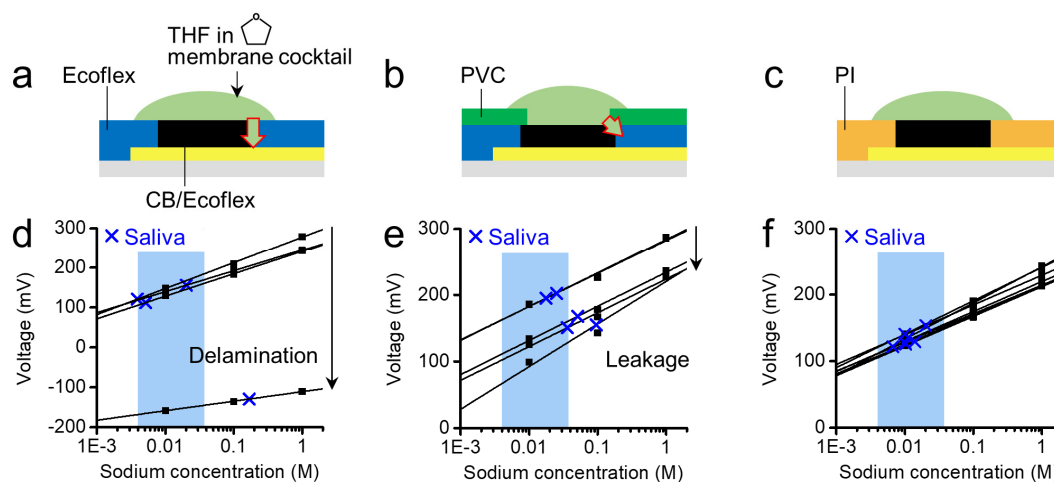 a
THF in
membrane cocktail
Ecoflex
CB/Ecoflex
b
PVC
c
PI
d
Saliva
Delamination
300
200
100
0
-100
-200
Voltage (mV)
1E-3 0.01 0.1 1
Sodium concentration (M)
e
Saliva
Leakage
300
200
100
0
Voltage (mV)
1E-3 0.01 0.1 1
Sodium concentration (M)
f
Saliva
300
200
100
0
Voltage (mV)
1E-3 0.01 0.1 1
Sodium concentration (M)